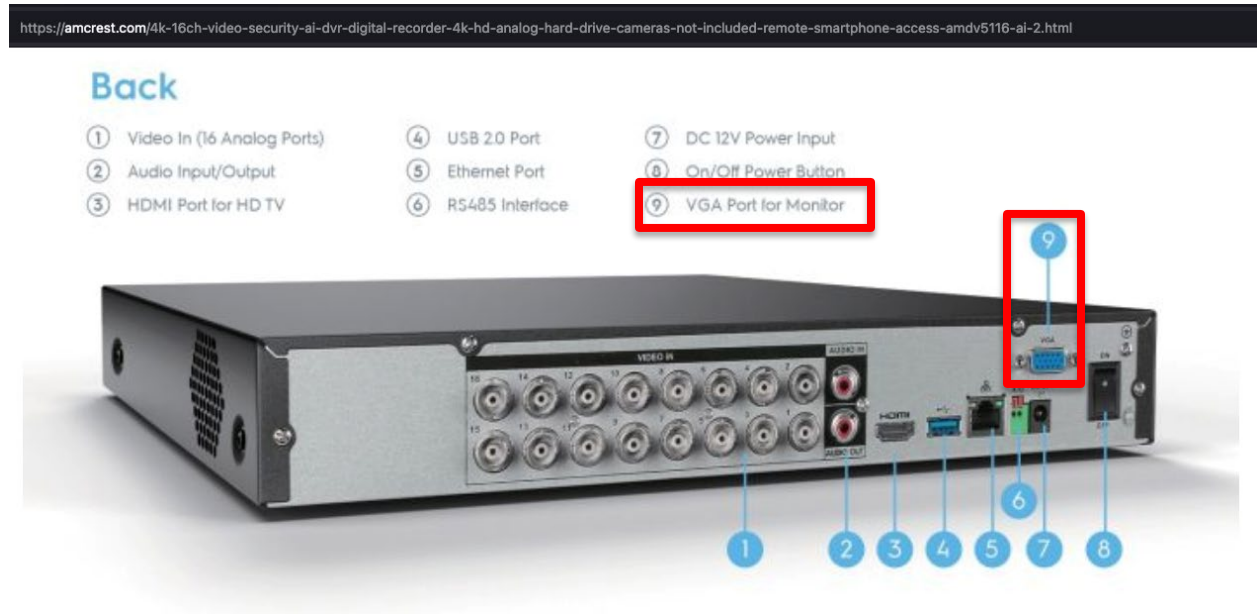 https://amcrest.com/4k-16ch-video-security-ai-dvr-digital-recorder-4k-hd-analog-hard-drive-cameras-not-included-remote-smartphone-access-amdv5116-ai-2.html
Back
1 Video In (16 Analog Ports)
2 Audio Input/Output
3 HDMI Port for HD TV
4 USB 2.0 Port
5 Ethernet Port
6 RS485 Interface
7 DC 12V Power Input
8 On/Off Power Button
9 VGA Port for Monitor
9
VGA
VIDEO IN
AUDIO IN
ON
16 14 12 10 8 6 4 2
HDMI
15 13 11 9 7 5 3 1
AUDIO OUT
OFF
6
1 2 3 4 5 7 8